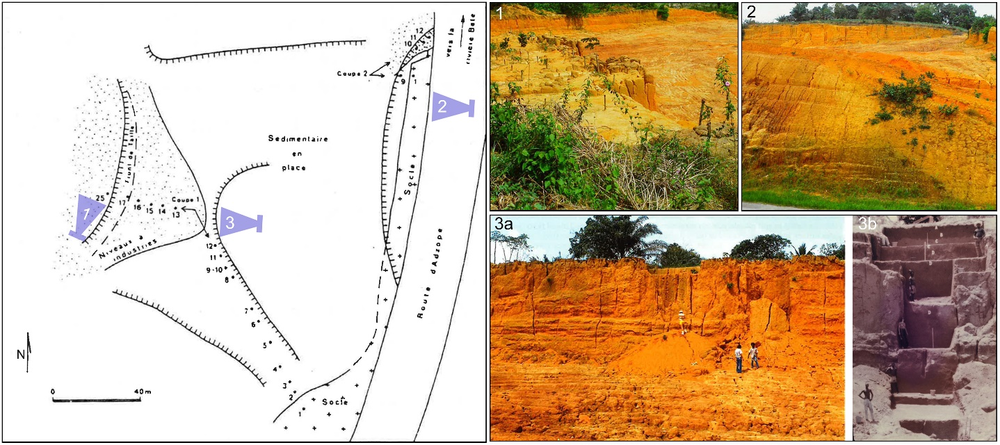 12
11
10
vers la
rivière Bété
Coupe 2
9
1
2
Sédimentaire
en
place
Front de Taille
Socle
25
17
16
15
14
13
Coupe 1
1
3
Niveaux à
industries
12
11
9-10
8
7
6
5
4
3
2
1
Socle
Route d'Adzopé
N
0
40m
1
2
3a
3b